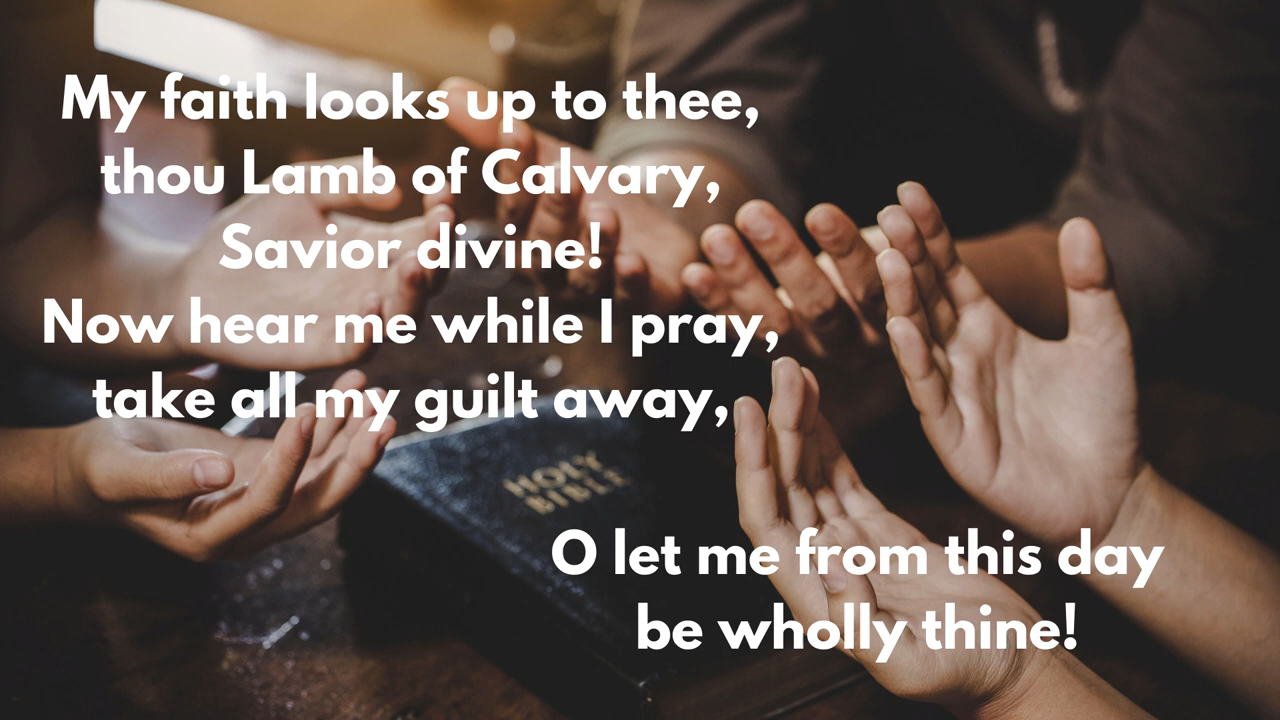 My faith looks up to thee,
thou Lamb of Calvary,
Savior divine!
Now hear me while I pray,
take all my guilt away,
HOLY
BIBLE
O let me from this day
be wholly thine!